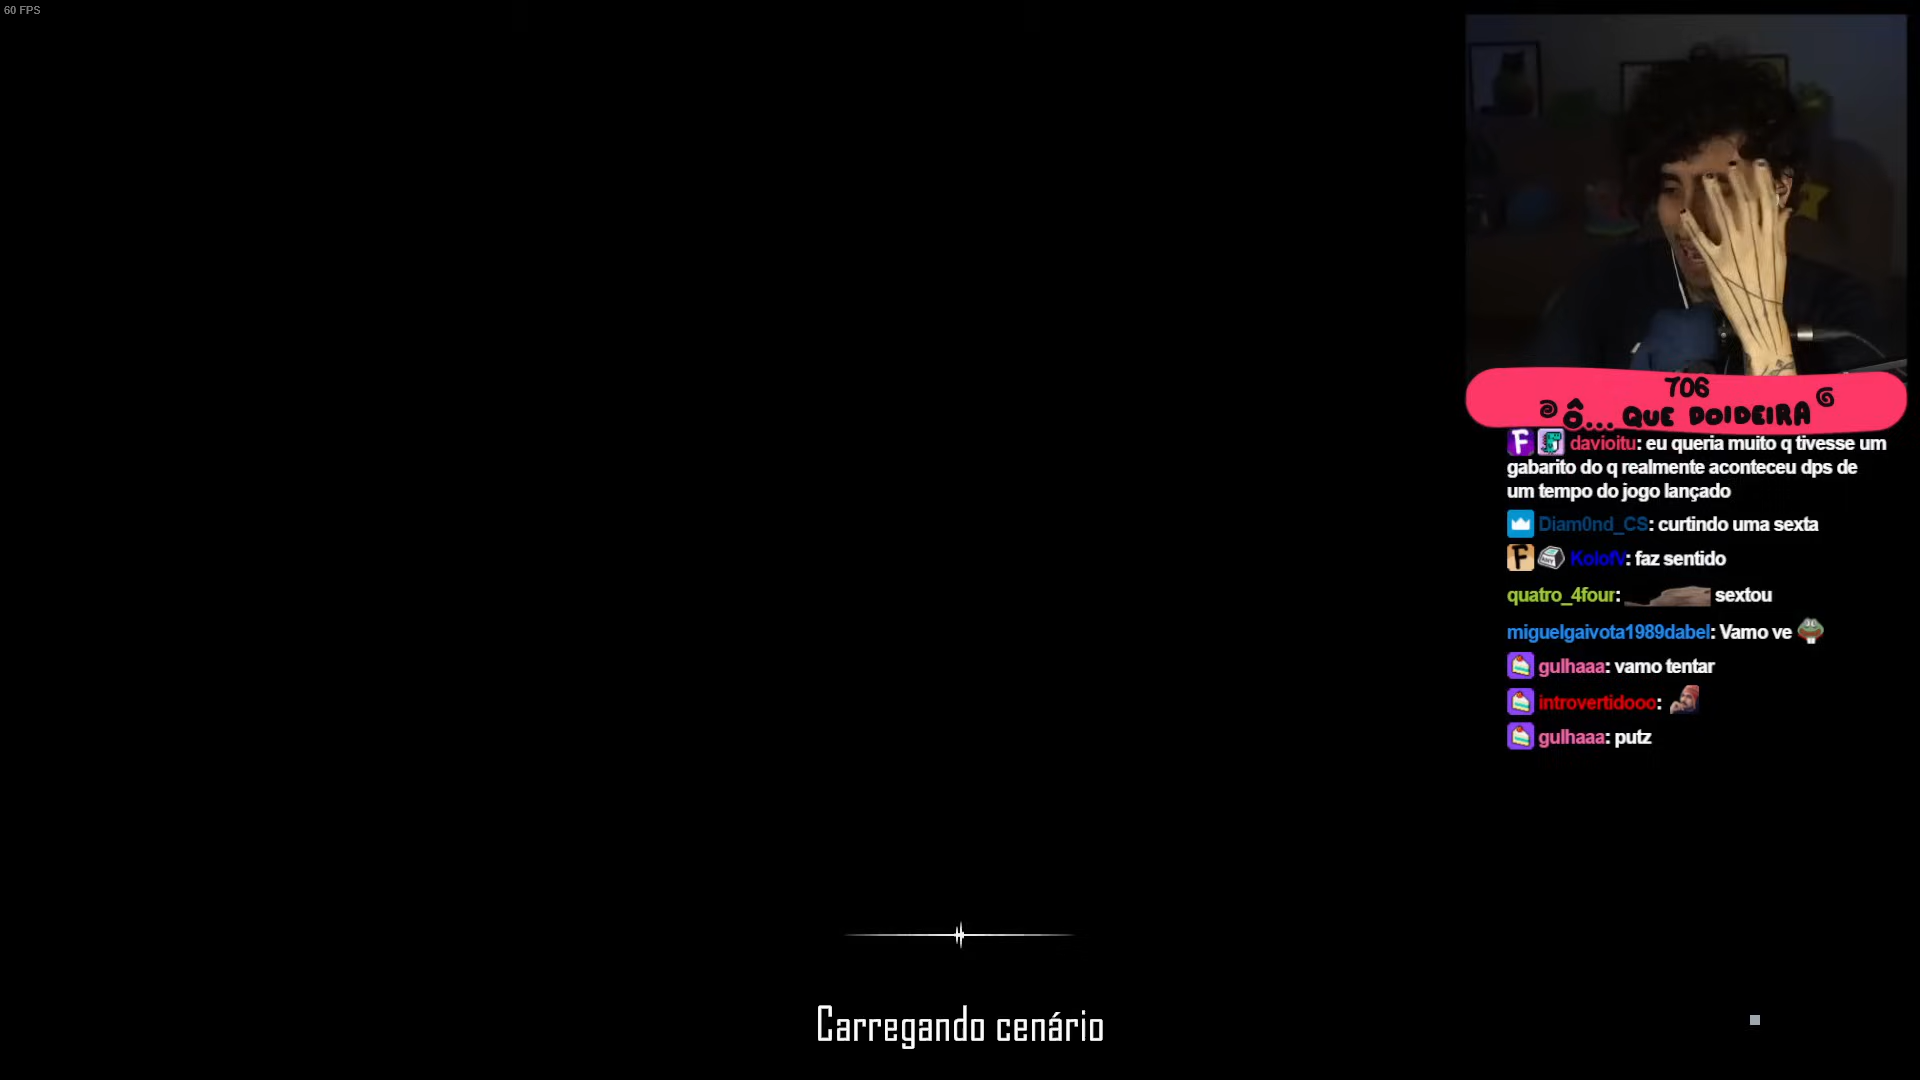 60 FPS
706
Ô... QUE DOIDEIRA
davioitu: eu queria muito q tivesse um
gabarito do q realmente aconteceu dps de
um tempo do jogo lançado
Diam0nd_CS: curtindo uma sexta
KolofV: faz sentido
quatro_4four: sextou
miguelgaivota1989dabel: Vamo ve
gulhaaa: vamo tentar
introvertidooo:
gulhaaa: putz
Carregando cenário